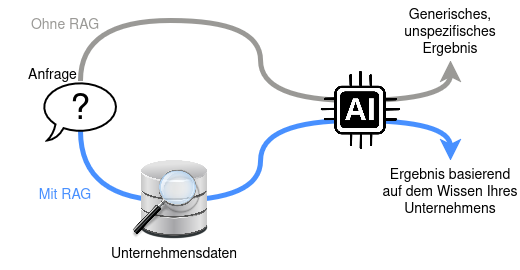 Ohne RAG
Generisches,
unspezifisches
Ergebnis
Anfrage
?
AI
Mit RAG
Ergebnis basierend
auf dem Wissen Ihres
Unternehmens
Unternehmensdaten